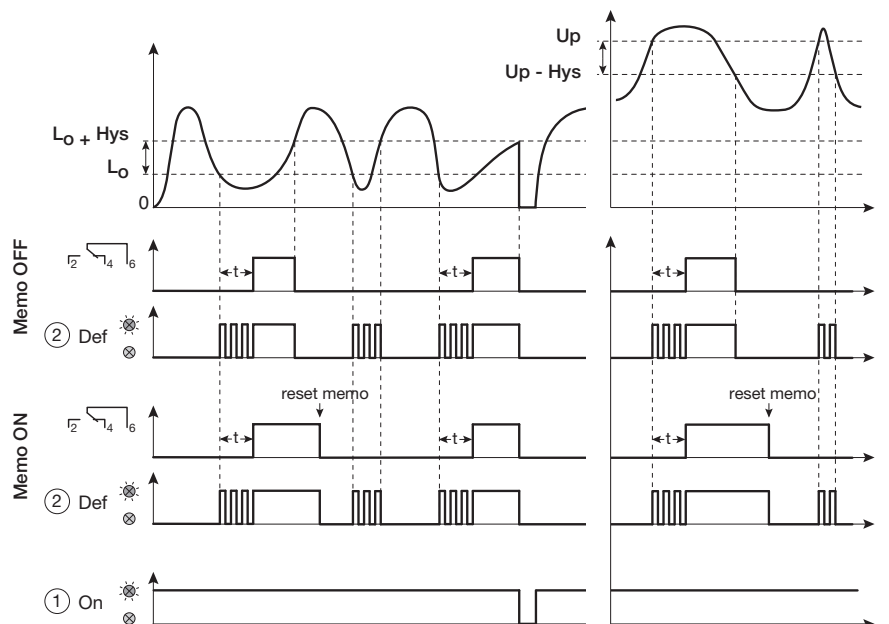 Up
Up - Hys
Lo + Hys
Lo
0
Memo OFF
2 4 6
t t t
2 Def
Memo ON
reset memo reset memo
2 4 6
t t t
2 Def
1 On